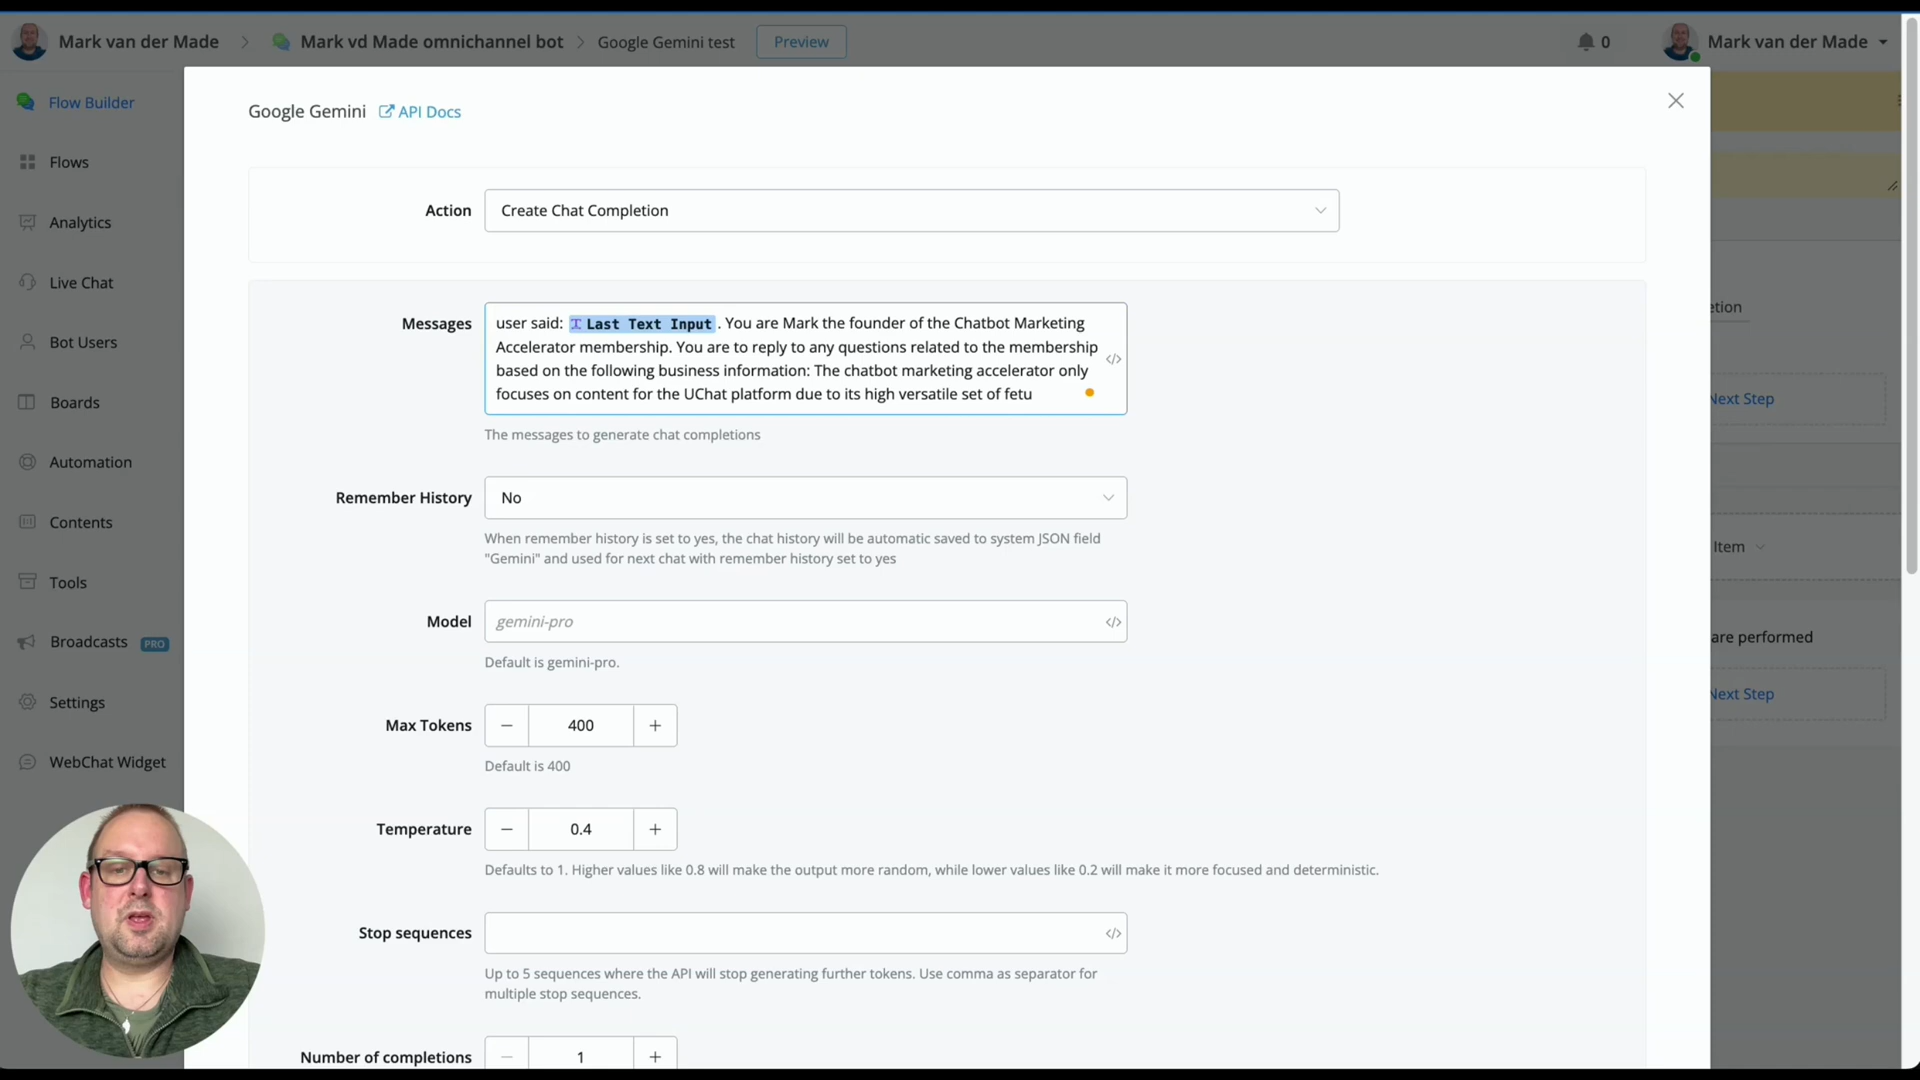 Mark van der Made > Mark vd Made omnichannel bot > Google Gemini test Preview 0 Mark van der Made
Flow Builder
Flows
Analytics
Live Chat
Bot Users
Boards
Automation
Contents
Tools
Broadcasts PRO
Settings
WebChat Widget
Google Gemini API Docs
Action Create Chat Completion
Messages user said: Last Text Input . You are Mark the founder of the Chatbot Marketing
Accelerator membership. You are to reply to any questions related to the membership
based on the following business information: The chatbot marketing accelerator only
focuses on content for the UChat platform due to its high versatile set of fetu
The messages to generate chat completions
Remember History No
When remember history is set to yes, the chat history will be automatic saved to system JSON field
"Gemini" and used for next chat with remember history set to yes
Model gemini-pro
Default is gemini-pro.
Max Tokens − 400 +
Default is 400
Temperature − 0.4 +
Defaults to 1. Higher values like 0.8 will make the output more random, while lower values like 0.2 will make it more focused and deterministic.
Stop sequences
Up to 5 sequences where the API will stop generating further tokens. Use comma as separator for
multiple stop sequences.
Number of completions − 1 +
etion
Next Step
Item
are performed
Next Step